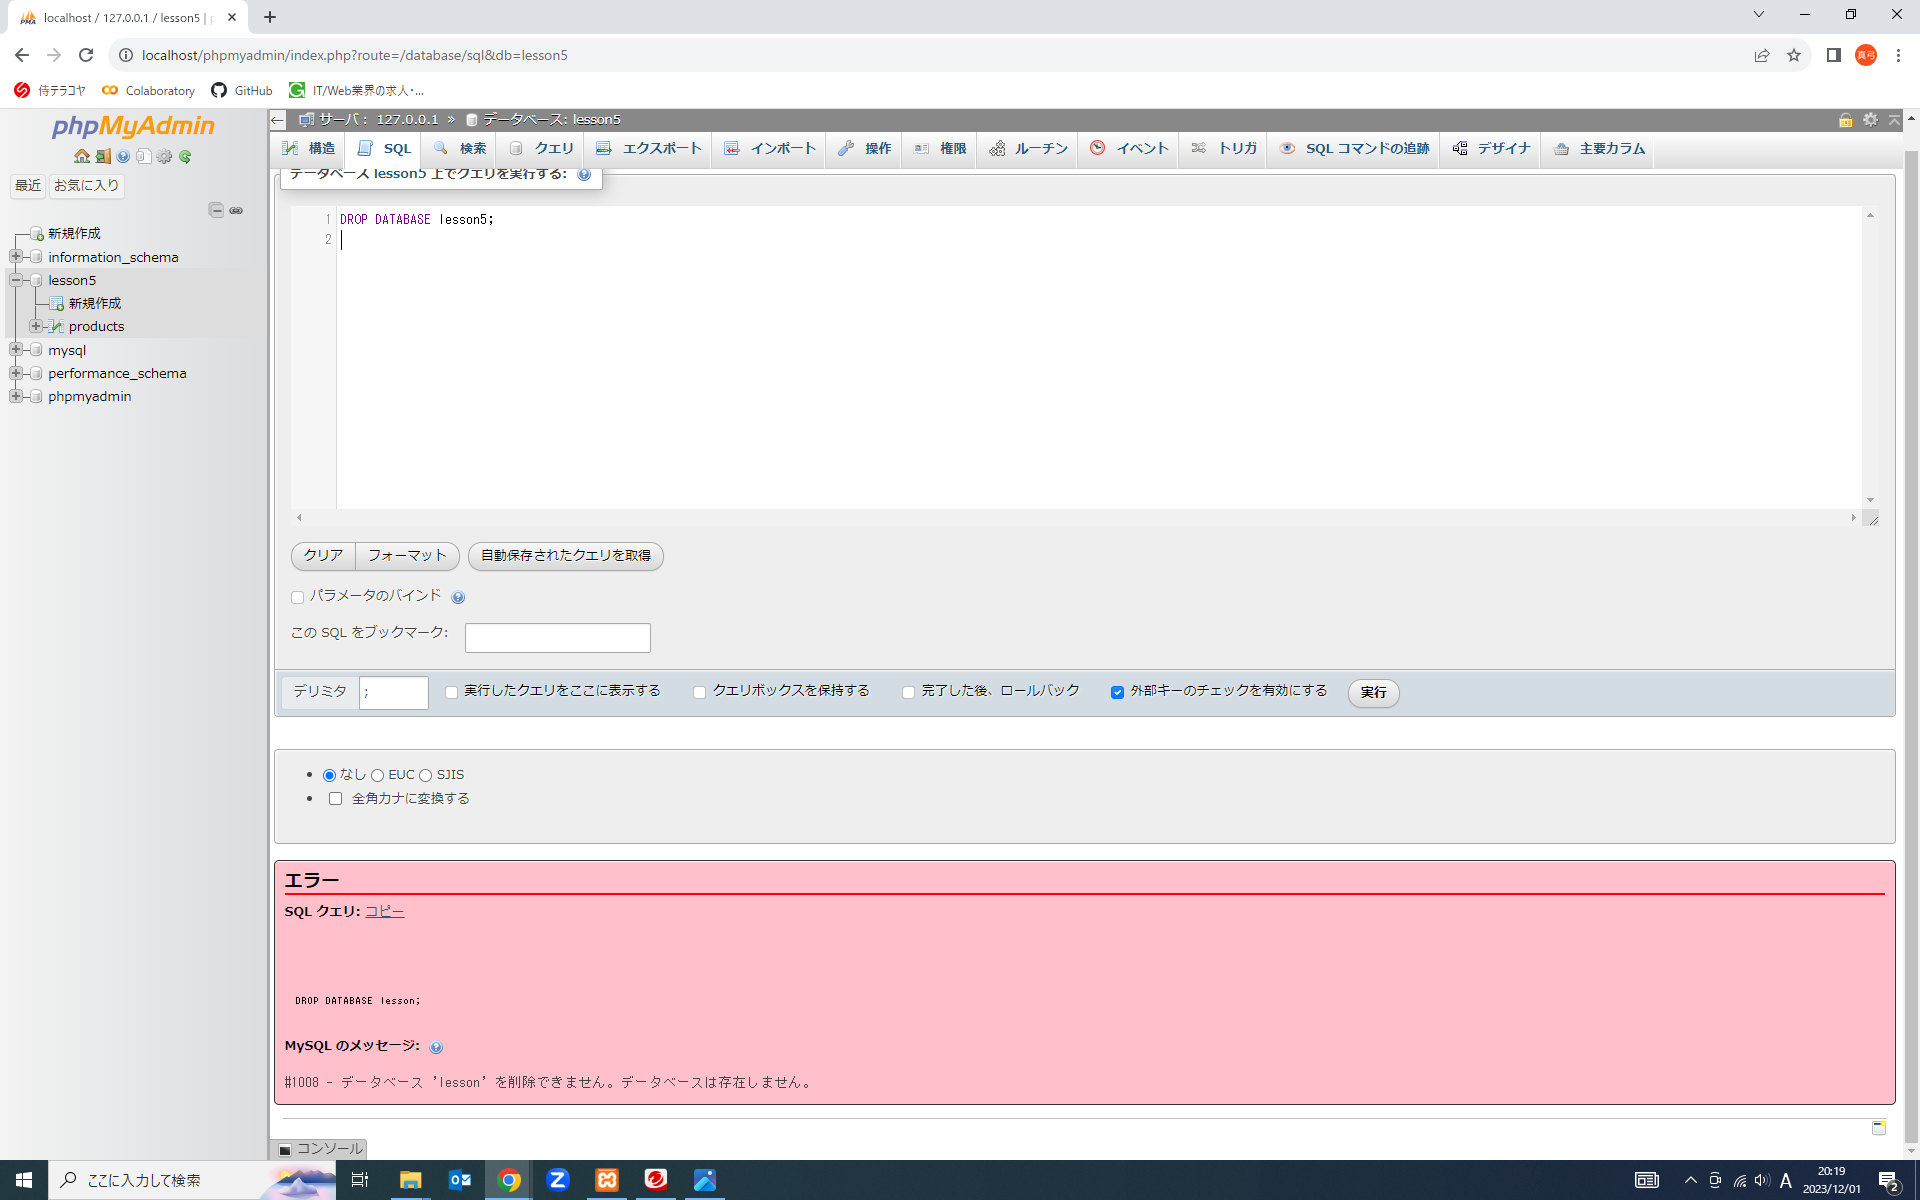 localhost / 127.0.0.1 / lesson5 | p
localhost/phpmyadmin/index.php?route=/database/sql&db=lesson5
真弓
侍テラコヤ
Colaboratory
GitHub
IT/Web業界の求人・...
phpMyAdmin
最近
お気に入り
新規作成
information_schema
lesson5
新規作成
products
mysql
performance_schema
phpmyadmin
サーバ: 127.0.0.1 » データベース: lesson5
構造
SQL
検索
クエリ
エクスポート
インポート
操作
権限
ルーチン
イベント
トリガ
SQL コマンドの追跡
デザイナ
主要カラム
データベース lesson5 上でクエリを実行する:
1 DROP DATABASE lesson5;
2
クリア
フォーマット
自動保存されたクエリを取得
パラメータのバインド
この SQL をブックマーク:
デリミタ ;
実行したクエリをここに表示する
クエリボックスを保持する
完了した後、ロールバック
外部キーのチェックを有効にする
実行
なし EUC SJIS
全角カナに変換する
エラー
SQL クエリ: コピー
DROP DATABASE lesson;
MySQL のメッセージ:
#1008 - データベース 'lesson' を削除できません。データベースは存在しません。
コンソール
ここに入力して検索
A
20:19
2023/12/01
2